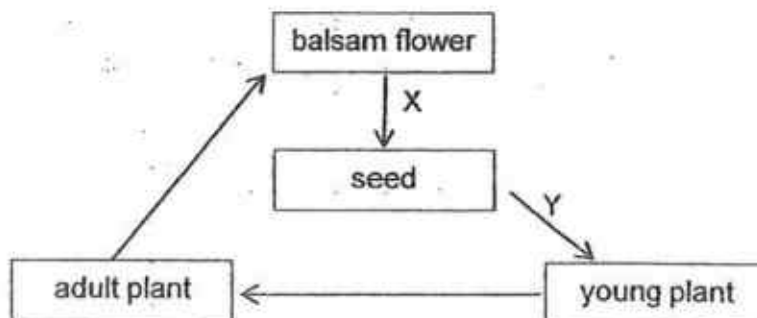 balsam flower
X
seed
Y
adult plant
young plant